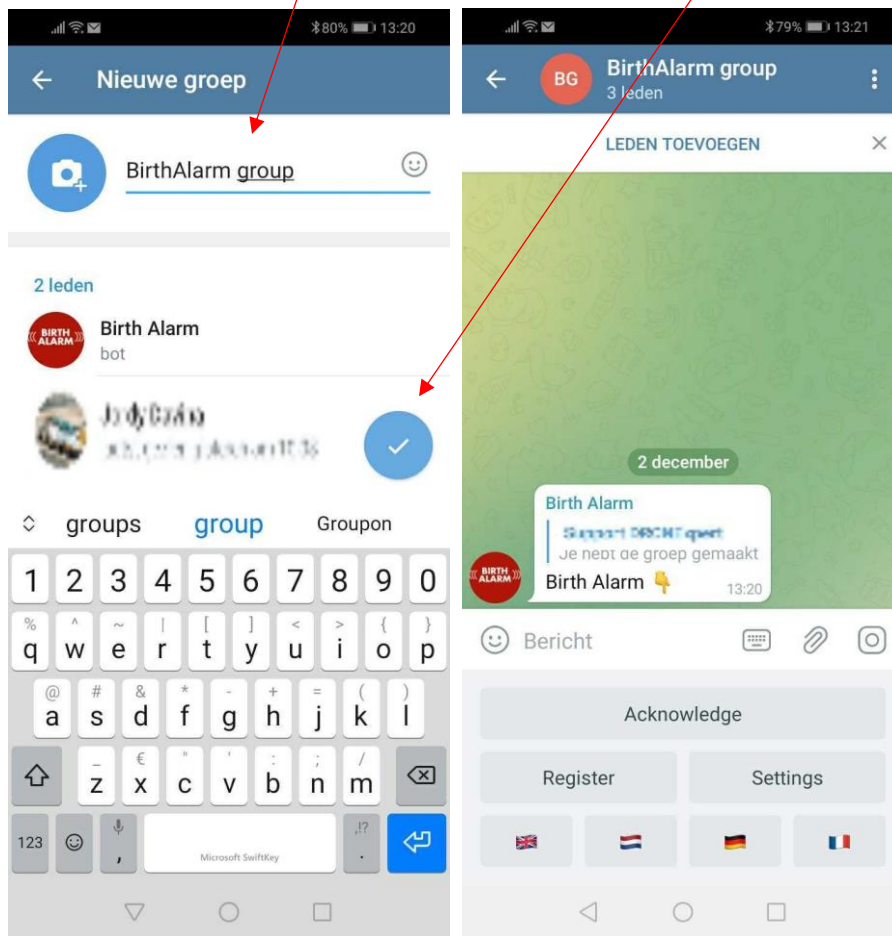 80% 13:20
Nieuwe groep
BirthAlarm group
2 leden
BIRTH ALARM
Birth Alarm
bot
groups group Groupon
1 2 3 4 5 6 7 8 9 0
% ^ ~ | [ ] < > { }
q w e r t y u i o p
@ # & * - + = ( )
a s d f g h j k l
_ € " ' : ; /
z x c v b n m
123 , Microsoft SwiftKey ,!? .
79% 13:21
BG BirthAlarm group
3 leden
LEDEN TOEVOEGEN
2 december
Birth Alarm
Je hebt de groep gemaakt
BIRTH ALARM
Birth Alarm 👇 13:20
Bericht
Acknowledge
Register Settings